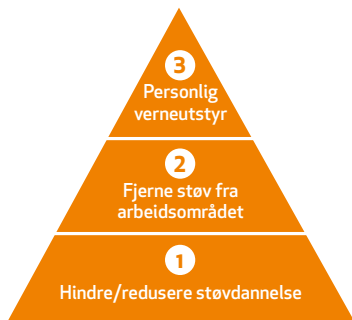 3
Personlig
verneutstyr
2
Fjerne støv fra
arbeidsområdet
1
Hindre/redusere støvdannelse